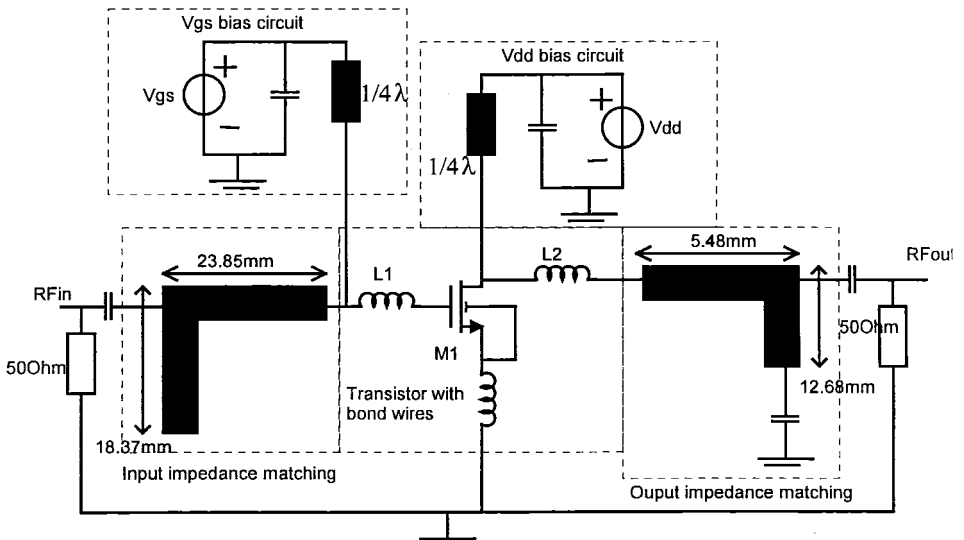 Vgs bias circuit
Vdd bias circuit
Vgs
1/4λ
1/4λ
Vdd
23.85mm
L1
L2
5.48mm
RFin
RFout
50Ohm
M1
50Ohm
Transistor with
bond wires
12.68mm
18.37mm
Input impedance matching
Ouput impedance matching